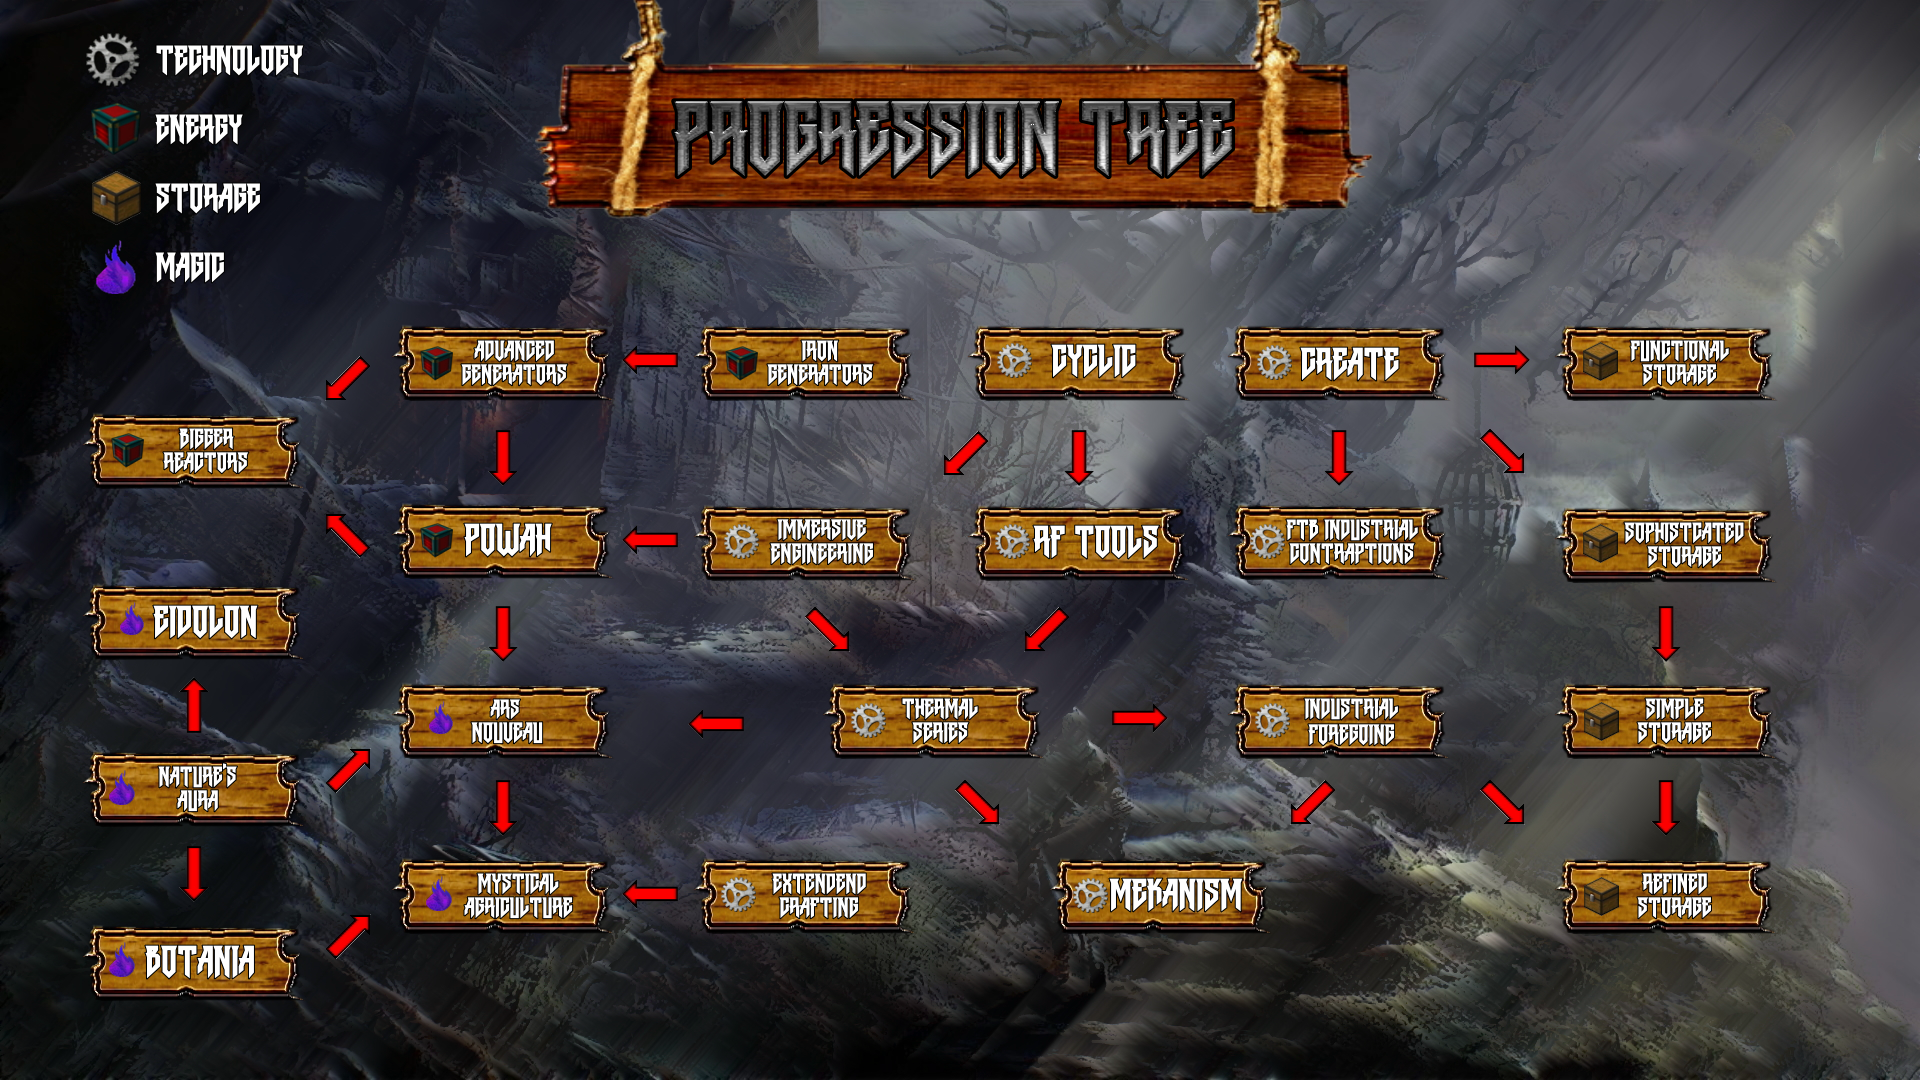 TECHNOLOGY
ENERGY
STORAGE
MAGIC
PROGRESSION TREE
ADVANCED
GENERATORS
IRON
GENERATORS
CYCLIC
CREATE
FUNCTIONAL
STORAGE
BIGGER
REACTORS
POWAH
IMMERSIVE
ENGINEERING
RF TOOLS
FTB INDUSTRIAL
CONTRAPTIONS
SOPHISTCATED
STORAGE
EIDOLON
ARS
NOUVEAU
THERMAL
SERIES
INDUSTRIAL
FOREGOING
SIMPLE
STORAGE
NATURE'S
AURA
MYSTICAL
AGRICULTURE
EXTENDEND
CRAFTING
MEKANISM
REFINED
STORAGE
BOTANIA